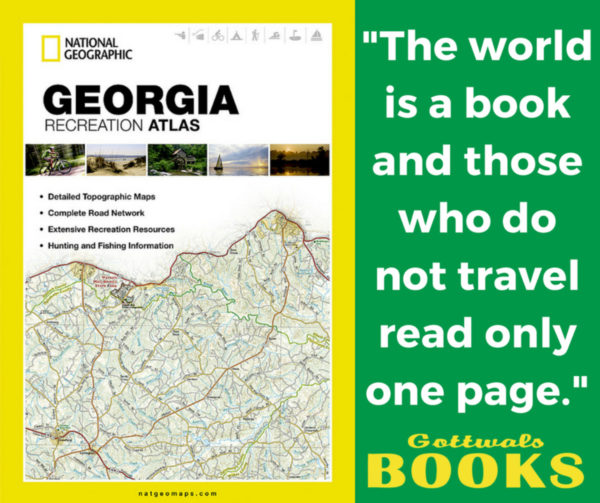 NATIONAL
GEOGRAPHIC
GEORGIA
RECREATION ATLAS
• Detailed Topographic Maps
• Complete Road Network
• Extensive Recreation Resources
• Hunting and Fishing Information
natgeomaps.com
"The world
is a book
and those
who do
not travel
read only
one page."
Gottwals
BOOKS